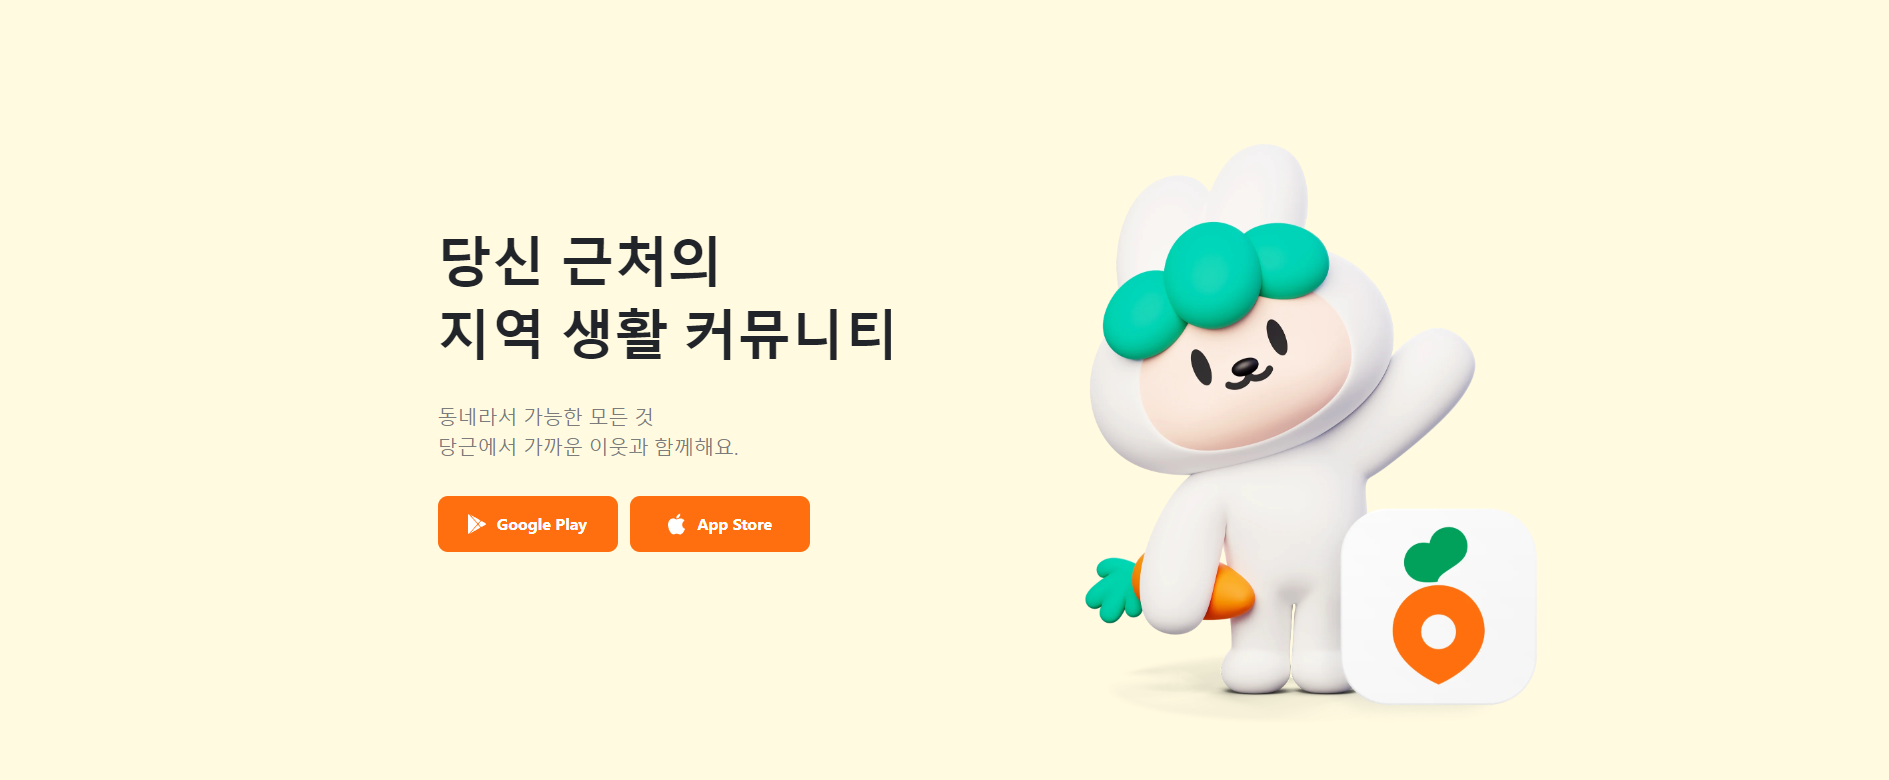 당신 근처의
지역 생활 커뮤니티
동네라서 가능한 모든 것
당근에서 가까운 이웃과 함께해요.
Google Play
App Store